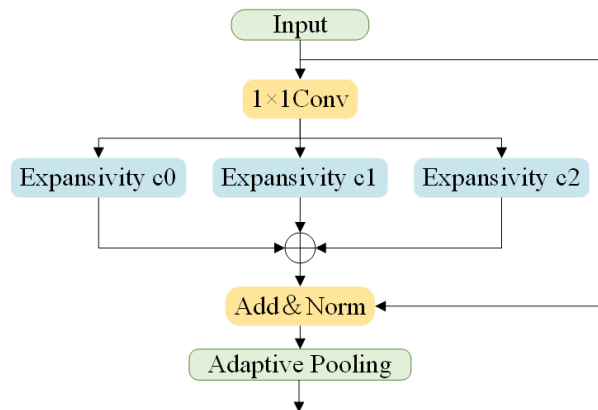 Input
1×1Conv
Expansivity c0
Expansivity c1
Expansivity c2
Add&Norm
Adaptive Pooling